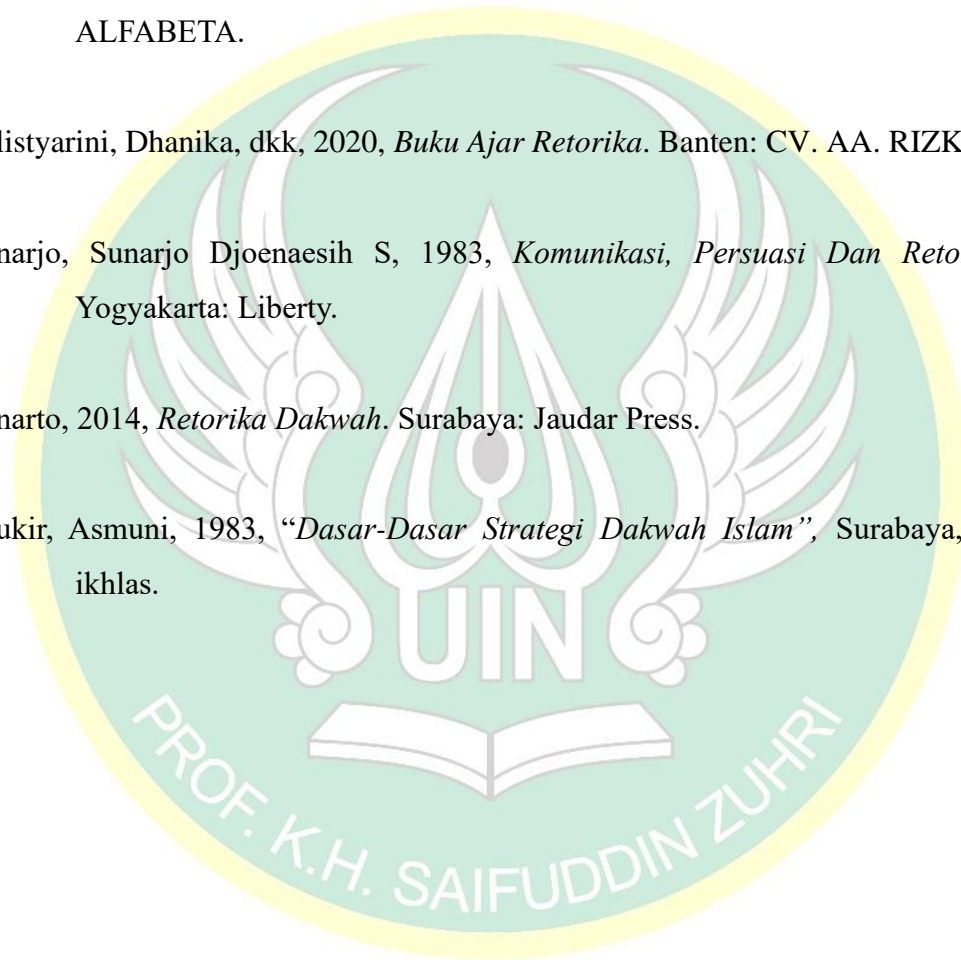 ALFABETA.
listyarini, Dhanika, dkk, 2020, Buku Ajar Retorika. Banten: CV. AA. RIZK
narjo, Sunarjo Djoenaesih S, 1983, Komunikasi, Persuasi Dan Reto
Yogyakarta: Liberty.
narto, 2014, Retorika Dakwah. Surabaya: Jaudar Press.
ukir, Asmuni, 1983, “Dasar-Dasar Strategi Dakwah Islam”, Surabaya,
ikhlas.
UIN
PROF. K.H. SAIFUDDIN ZUHRI